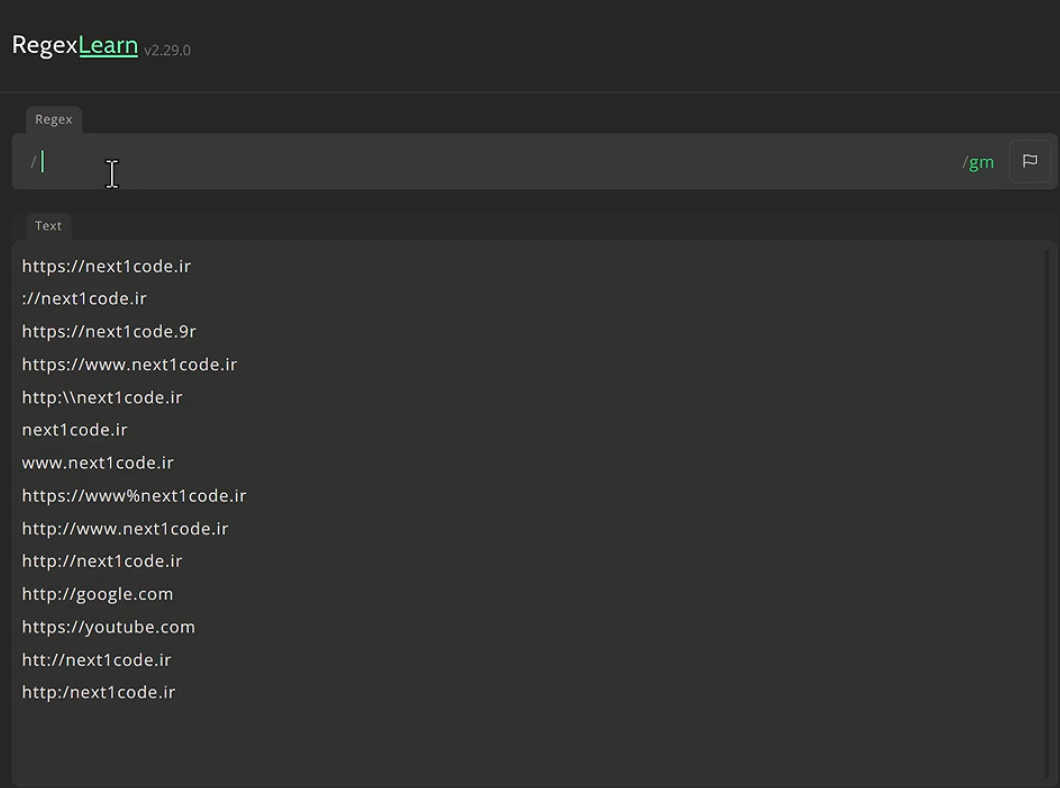 RegexLearn v2.29.0
Regex
/ /gm
Text
https://next1code.ir
://next1code.ir
https://next1code.9r
https://www.next1code.ir
http:\\next1code.ir
next1code.ir
www.next1code.ir
https://www%next1code.ir
http://www.next1code.ir
http://next1code.ir
http://google.com
https://youtube.com
htt://next1code.ir
http:/next1code.ir